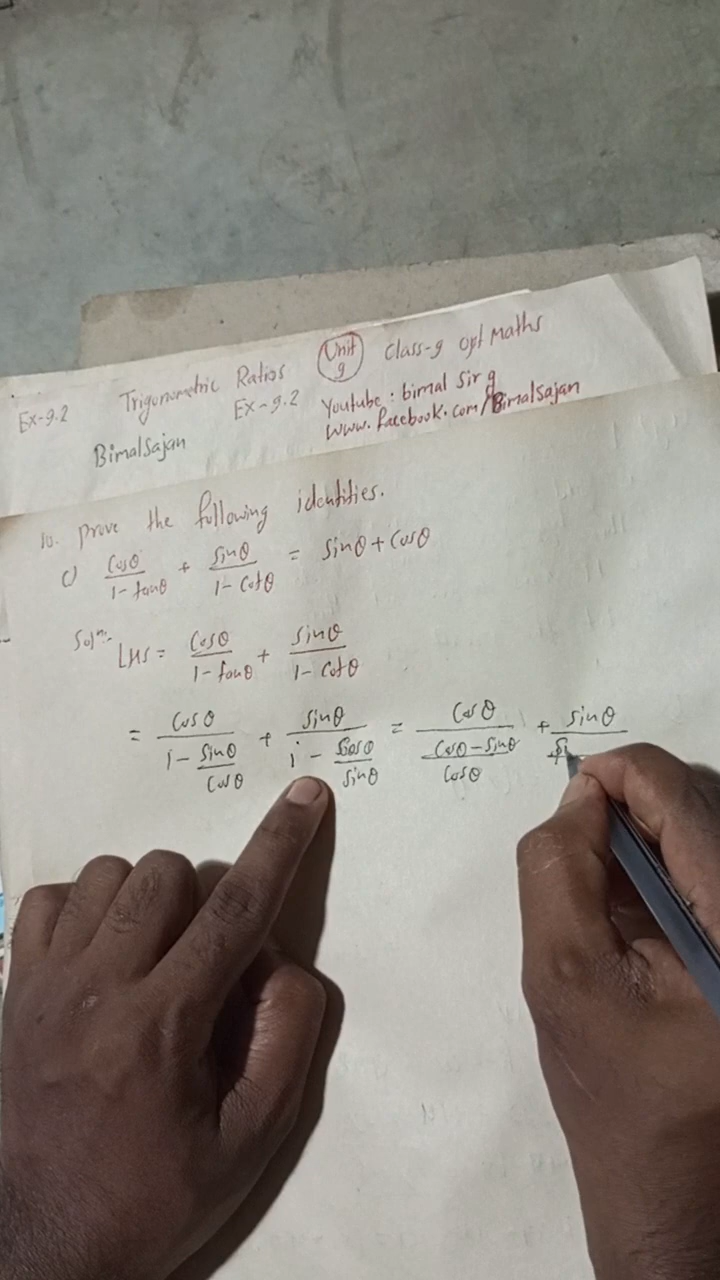 Ex-9.2 Trigonometric Ratios Unit 9 Class-9 opt Maths
BimalSajan Ex-9.2 Youtube: bimal Sir g
www.facebook.com/BimalSajan
10. prove the following identities.
c) Cosθ/1-tanθ + Sinθ/1-Cotθ = Sinθ+Cosθ
Solⁿ:- LHS = Cosθ/1-tanθ + Sinθ/1-Cotθ
= Cosθ/(1-Sinθ/Cosθ) + Sinθ/(1-Cosθ/Sinθ) = Cosθ/((Cosθ-Sinθ)/Cosθ) + Sinθ/Si